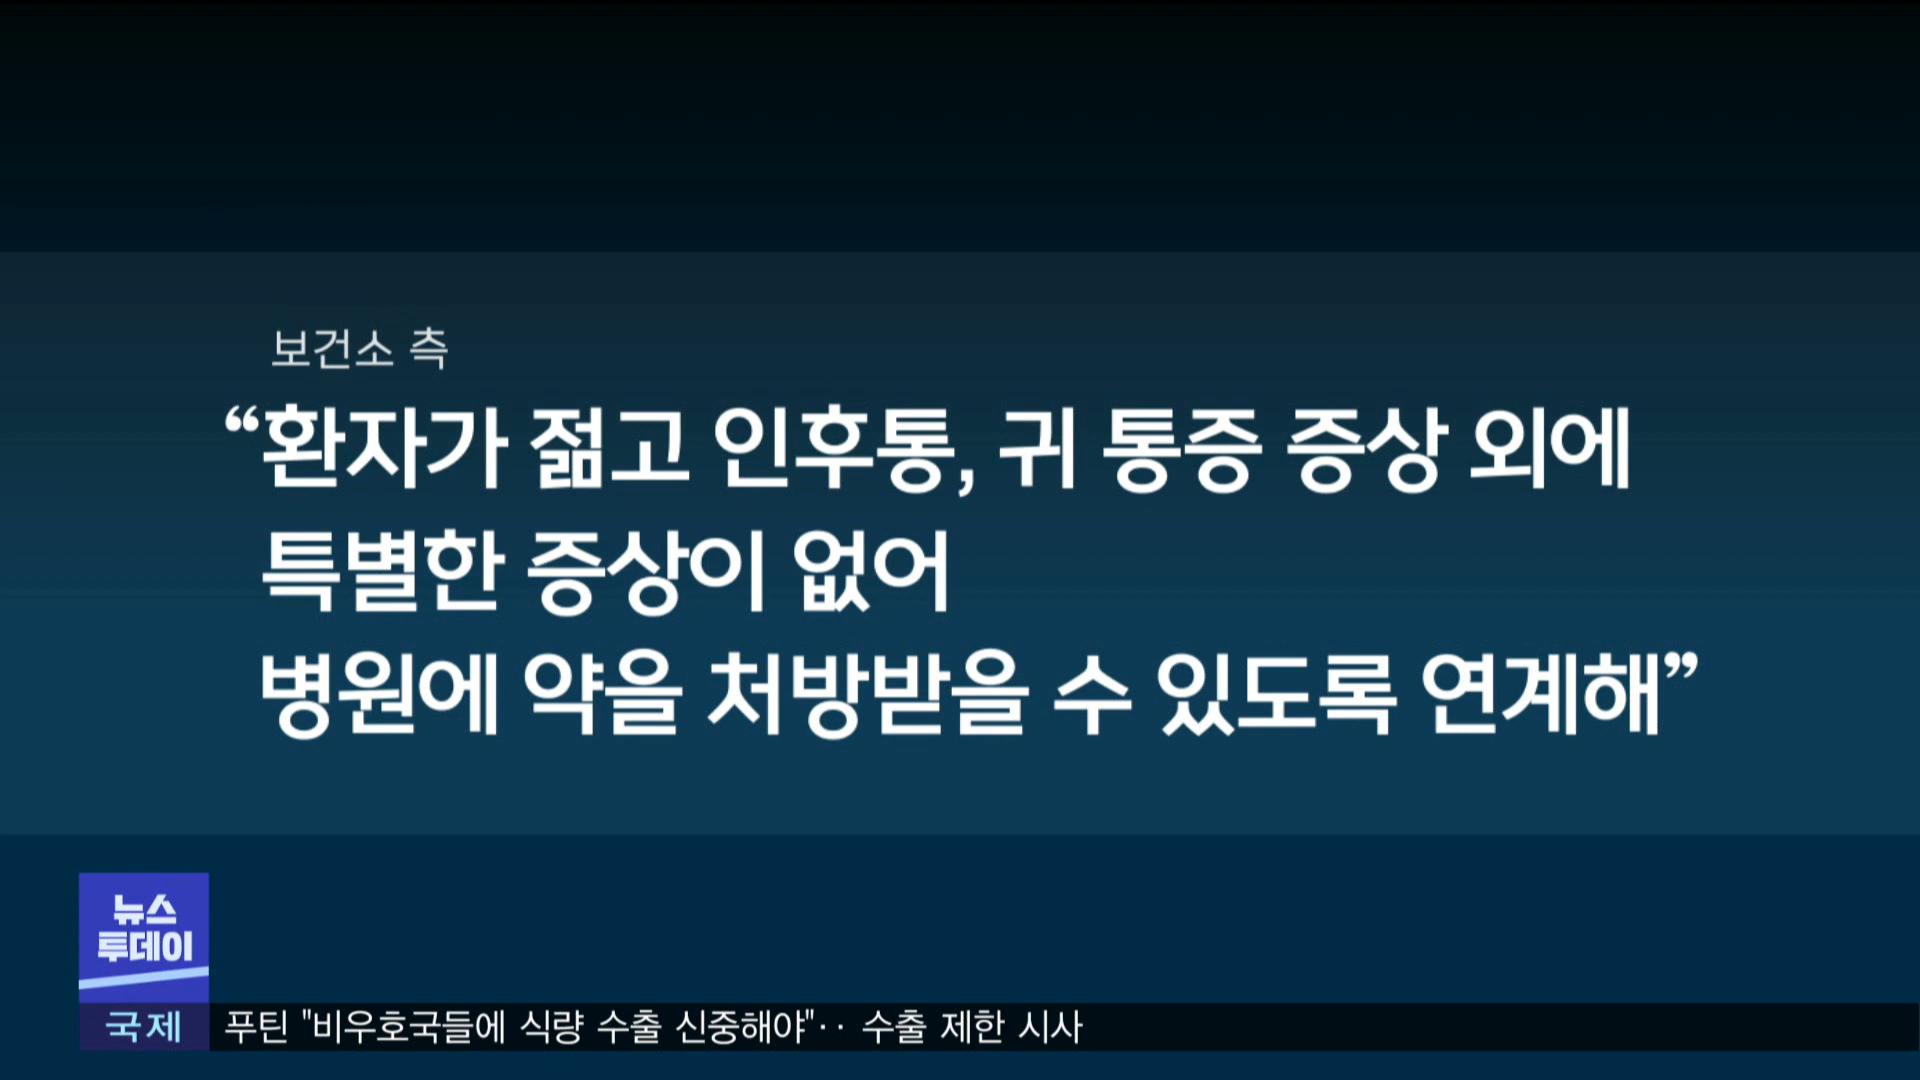 보건소 측
“환자가 젊고 인후통, 귀 통증 증상 외에
특별한 증상이 없어
병원에 약을 처방받을 수 있도록 연계해”
뉴스
투데이
국제 푸틴 "비우호국들에 식량 수출 신중해야"‥ 수출 제한 시사